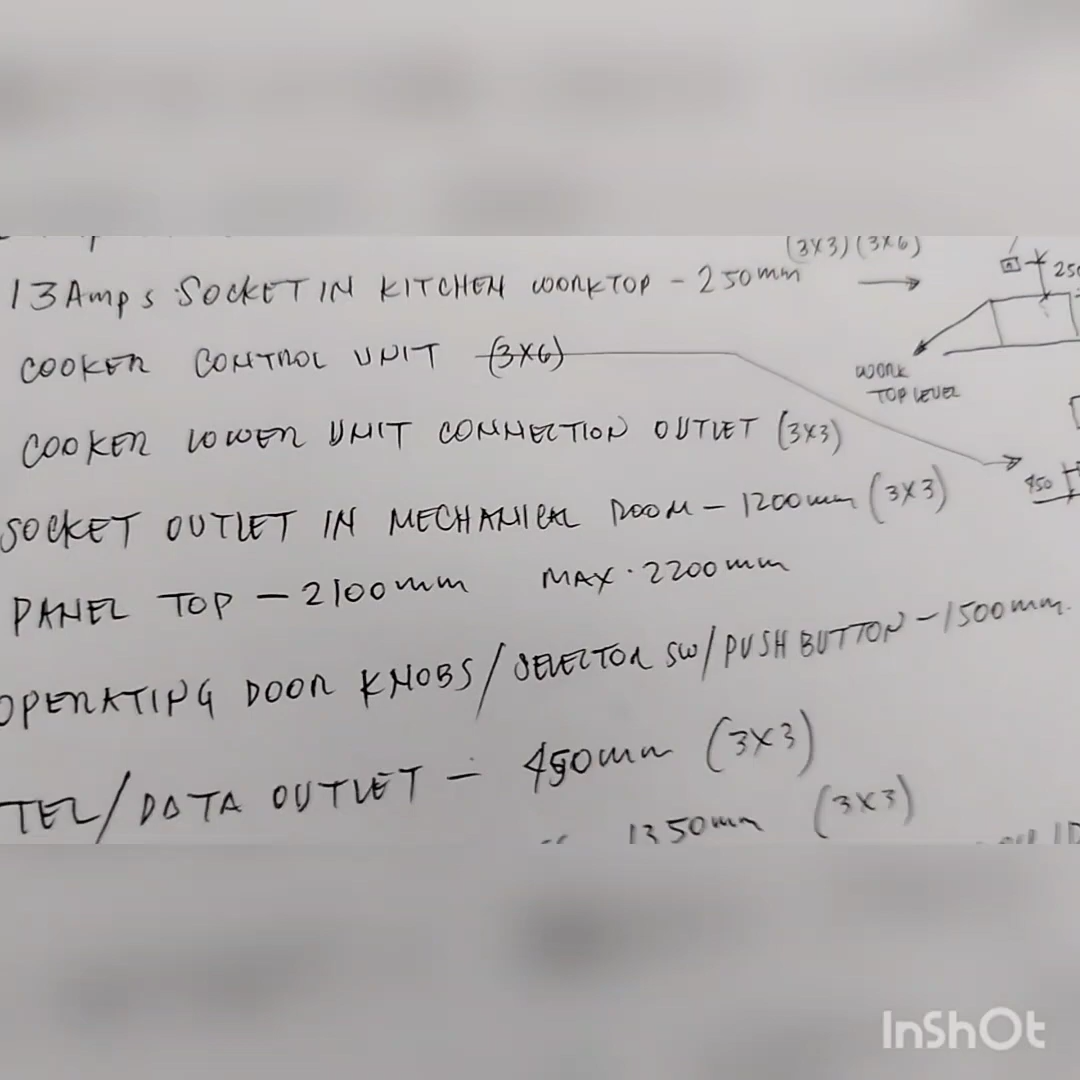 (3X3)(3X6)
13 Amps SOCKET IN KITCHEN WORKTOP - 250mm
250
COOKER CONTROL UNIT (3X6)
WORK
TOP LEVEL
COOKER LOWER UNIT CONNECTION OUTLET (3X3)
450
SOCKET OUTLET IN MECHANICAL ROOM - 1200mm (3X3)
PANEL TOP - 2100mm MAX. 2200mm
OPERATING DOOR KNOBS/SELECTOR SW/PUSH BUTTON - 1500mm.
TEL/DATA OUTLET - 450mm (3X3)
1350mm (3X3)
InShOt